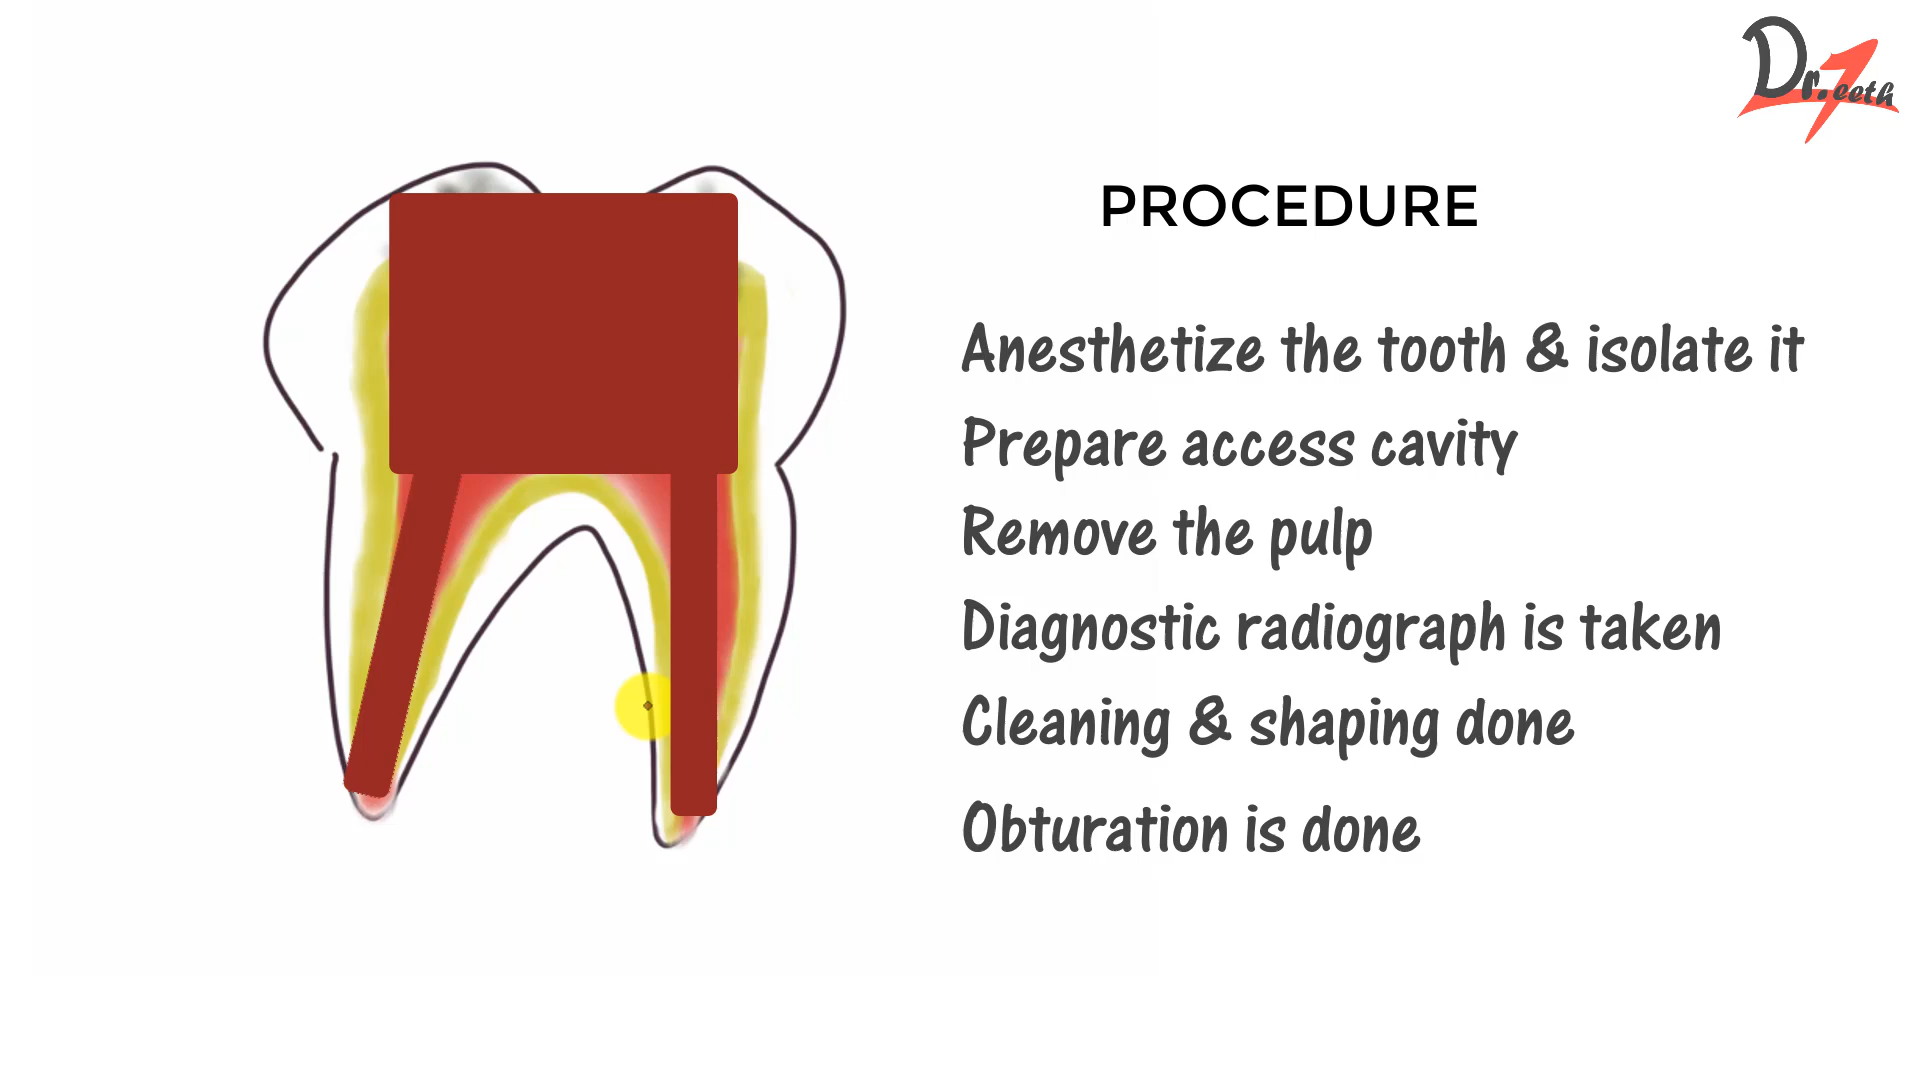 Dr.Teeth
PROCEDURE
Anesthetize the tooth & isolate it
Prepare access cavity
Remove the pulp
Diagnostic radiograph is taken
Cleaning & shaping done
Obturation is done